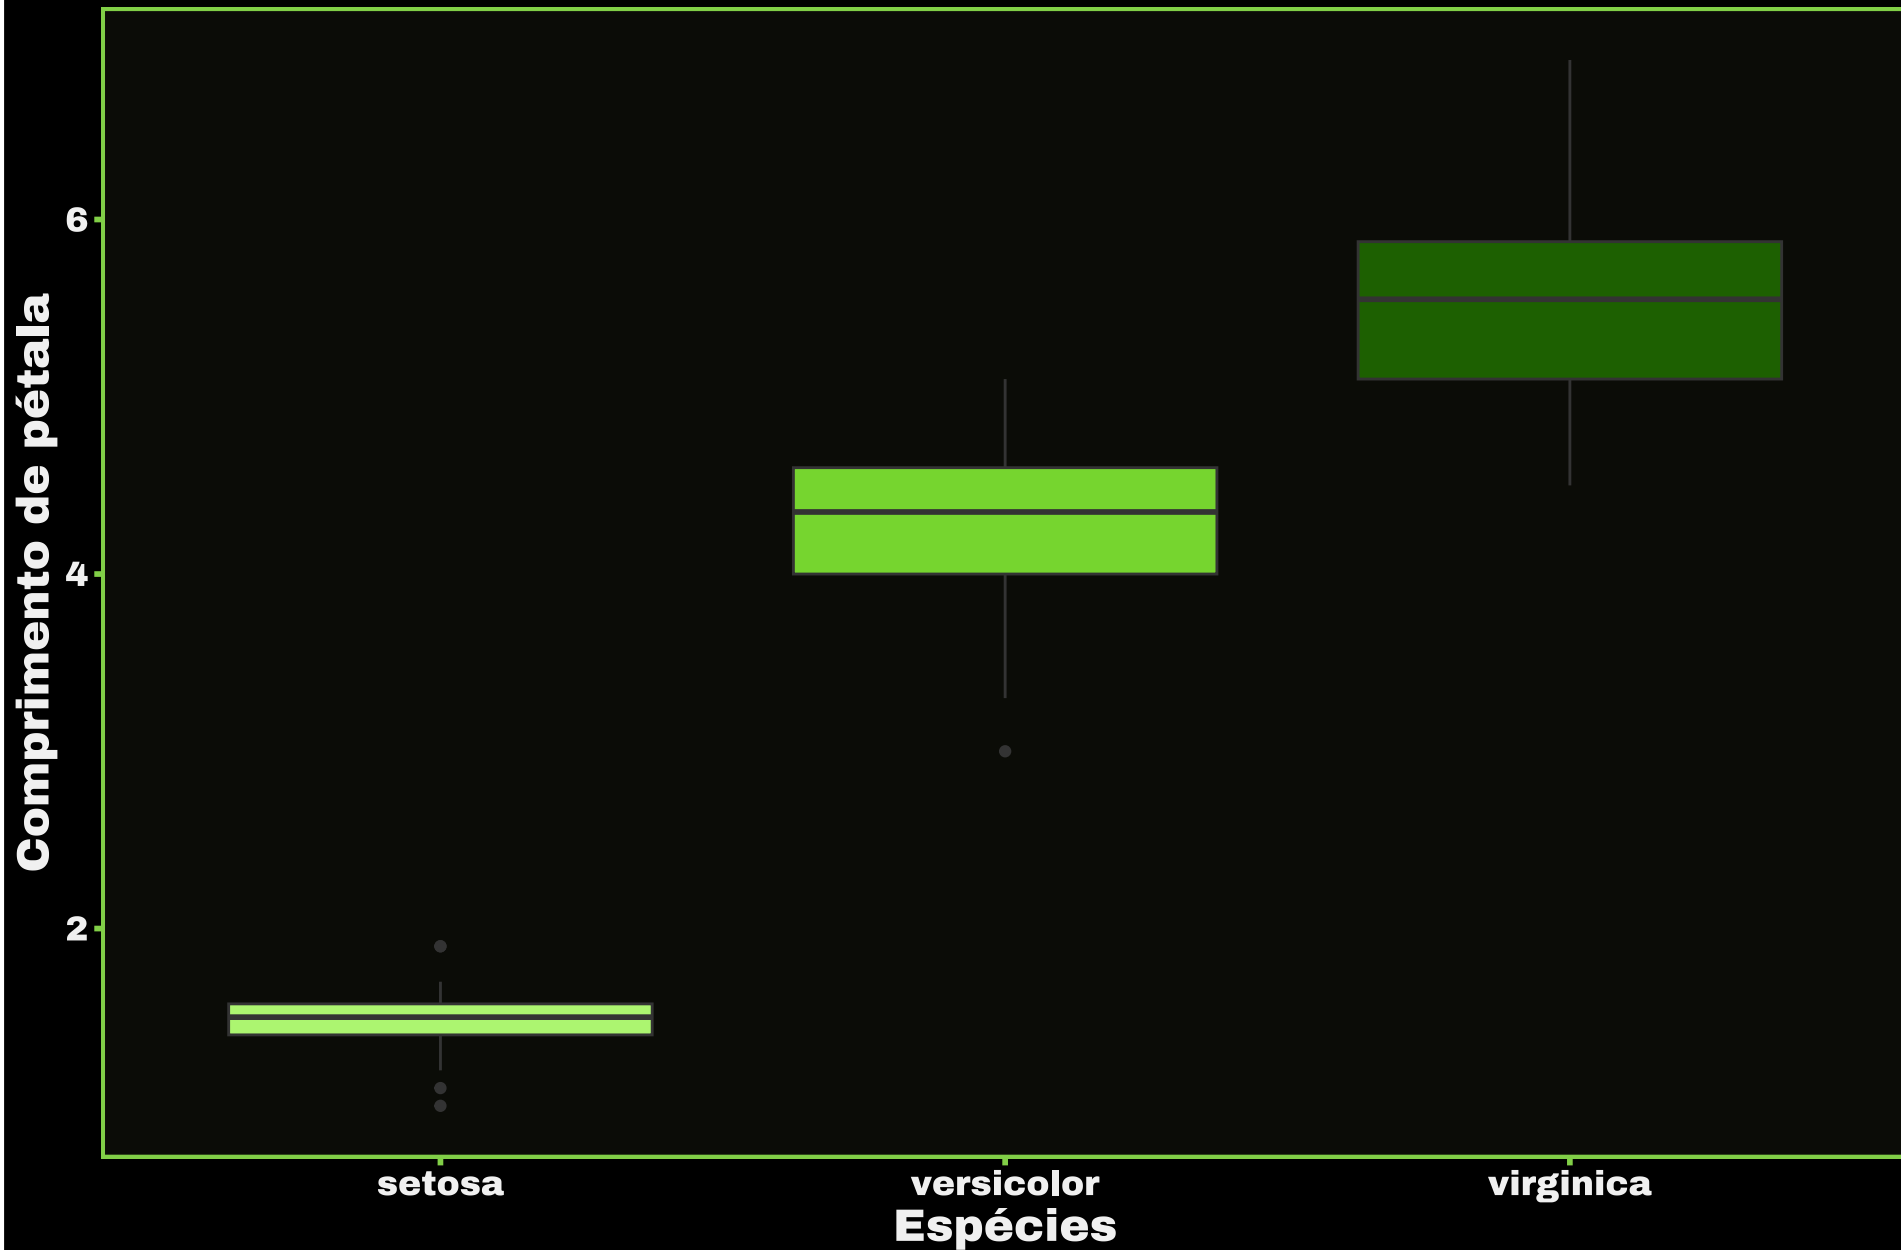 Comprimento de pétala
6
4
2
setosa
versicolor
virginica
Espécies